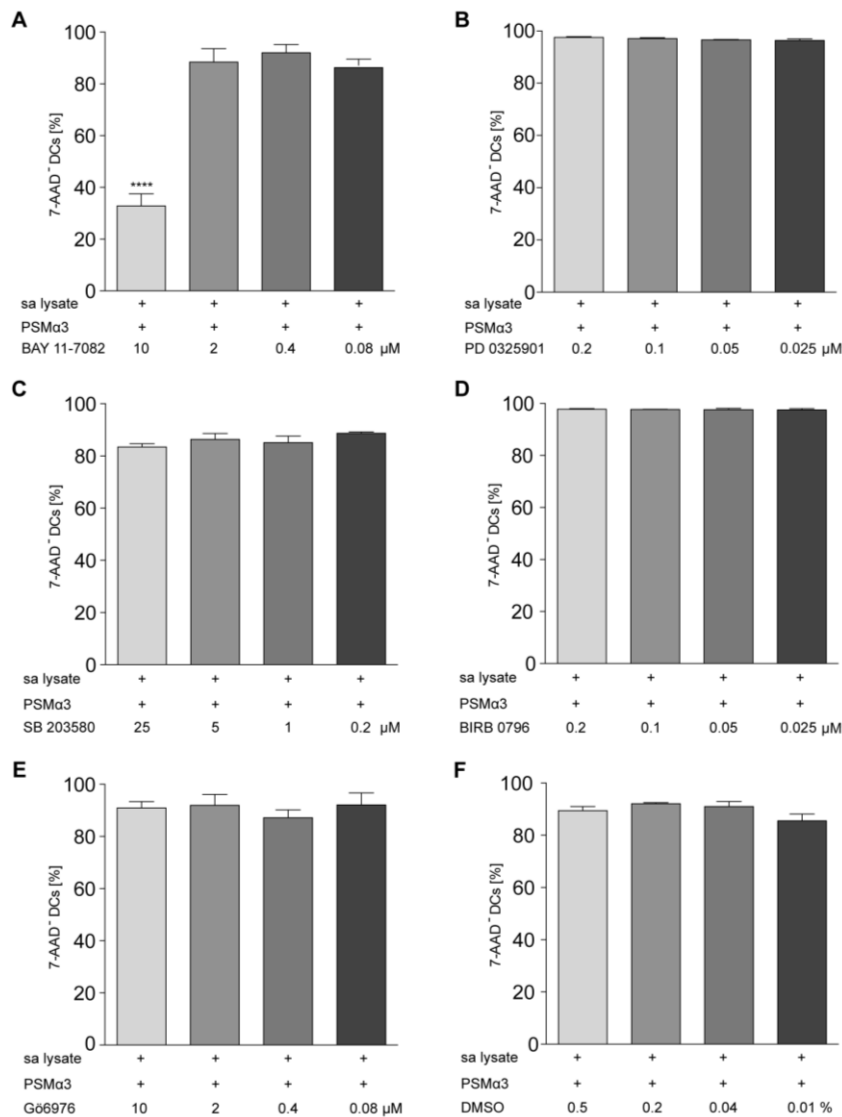 A
7-AAD⁻ DCs [%]
100
80
60
40
20
0
****
sa lysate + + + +
PSMα3 + + + +
BAY 11-7082 10 2 0.4 0.08 µM
B
7-AAD⁻ DCs [%]
100
80
60
40
20
0
sa lysate + + + +
PSMα3 + + + +
PD 0325901 0.2 0.1 0.05 0.025 µM
C
7-AAD⁻ DCs [%]
100
80
60
40
20
0
sa lysate + + + +
PSMα3 + + + +
SB 203580 25 5 1 0.2 µM
D
7-AAD⁻ DCs [%]
100
80
60
40
20
0
sa lysate + + + +
PSMα3 + + + +
BIRB 0796 0.2 0.1 0.05 0.025 µM
E
7-AAD⁻ DCs [%]
100
80
60
40
20
0
sa lysate + + + +
PSMα3 + + + +
Gö6976 10 2 0.4 0.08 µM
F
7-AAD⁻ DCs [%]
100
80
60
40
20
0
sa lysate + + + +
PSMα3 + + + +
DMSO 0.5 0.2 0.04 0.01 %